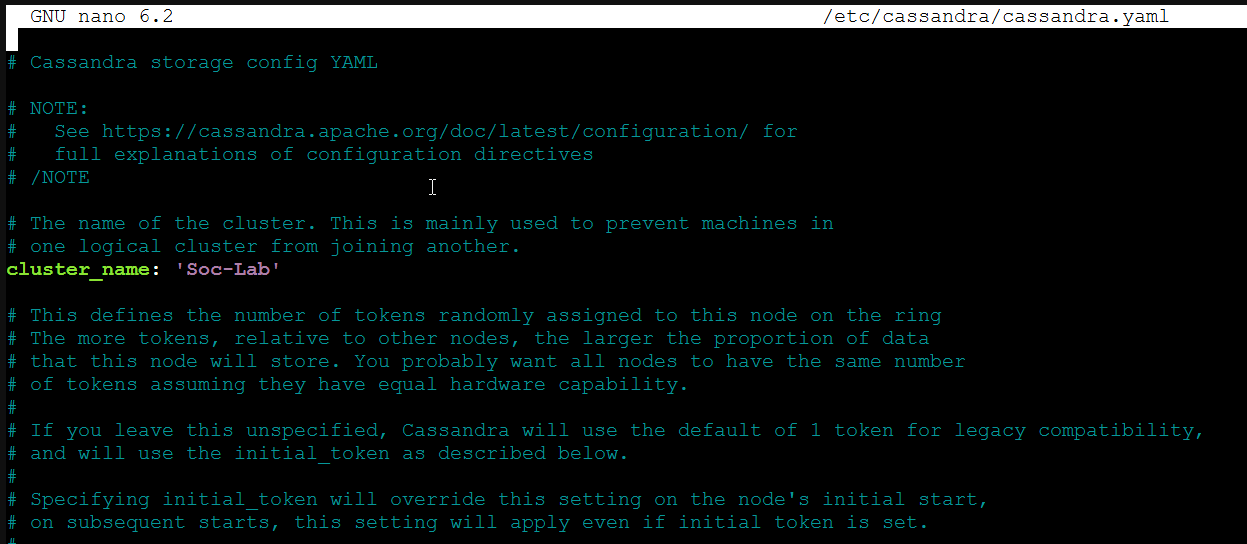 GNU nano 6.2 /etc/cassandra/cassandra.yaml
# Cassandra storage config YAML
# NOTE:
#   See https://cassandra.apache.org/doc/latest/configuration/ for
#   full explanations of configuration directives
# /NOTE
# The name of the cluster. This is mainly used to prevent machines in
# one logical cluster from joining another.
cluster_name: 'Soc-Lab'
# This defines the number of tokens randomly assigned to this node on the ring
# The more tokens, relative to other nodes, the larger the proportion of data
# that this node will store. You probably want all nodes to have the same number
# of tokens assuming they have equal hardware capability.
#
# If you leave this unspecified, Cassandra will use the default of 1 token for legacy compatibility,
# and will use the initial_token as described below.
#
# Specifying initial_token will override this setting on the node's initial start,
# on subsequent starts, this setting will apply even if initial token is set.
#